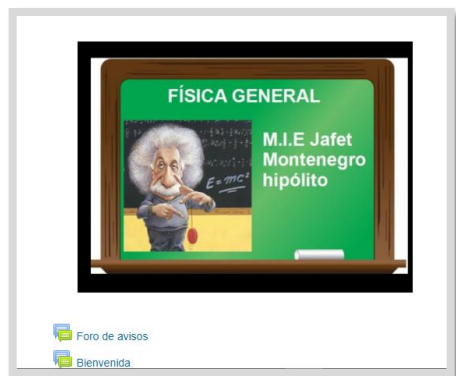 FÍSICA GENERAL
M.I.E Jafet
Montenegro
hipólito
E=mc²
Foro de avisos
Bienvenida